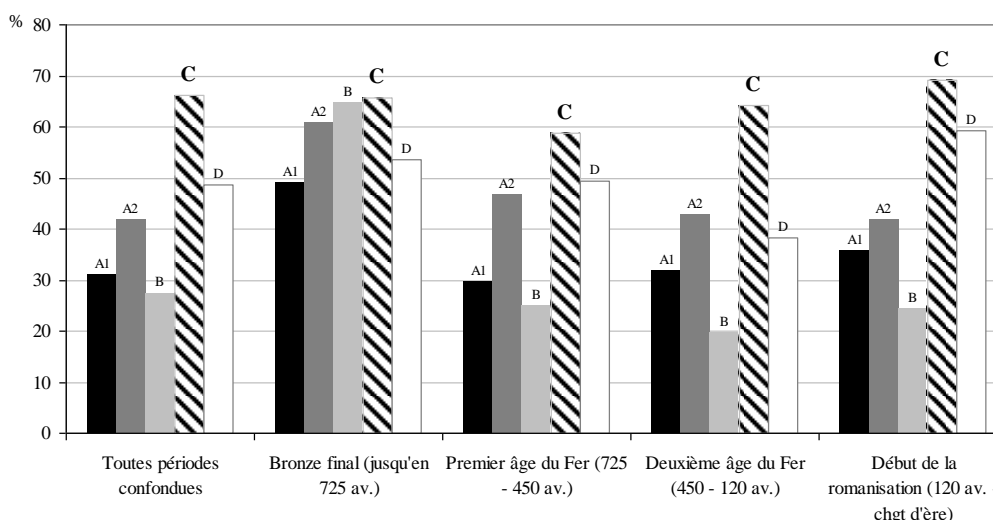 %
80
70
60
50
40
30
20
10
0
A1
A2
B
C
D
A1
A2
B
C
D
A1
A2
B
C
D
A1
A2
B
C
D
A1
A2
B
C
D
Toutes périodes
confondues
Bronze final (jusqu'en
725 av.)
Premier âge du Fer (725
- 450 av.)
Deuxième âge du Fer
(450 - 120 av.)
Début de la
romanisation (120 av. -
chgt d'ère)